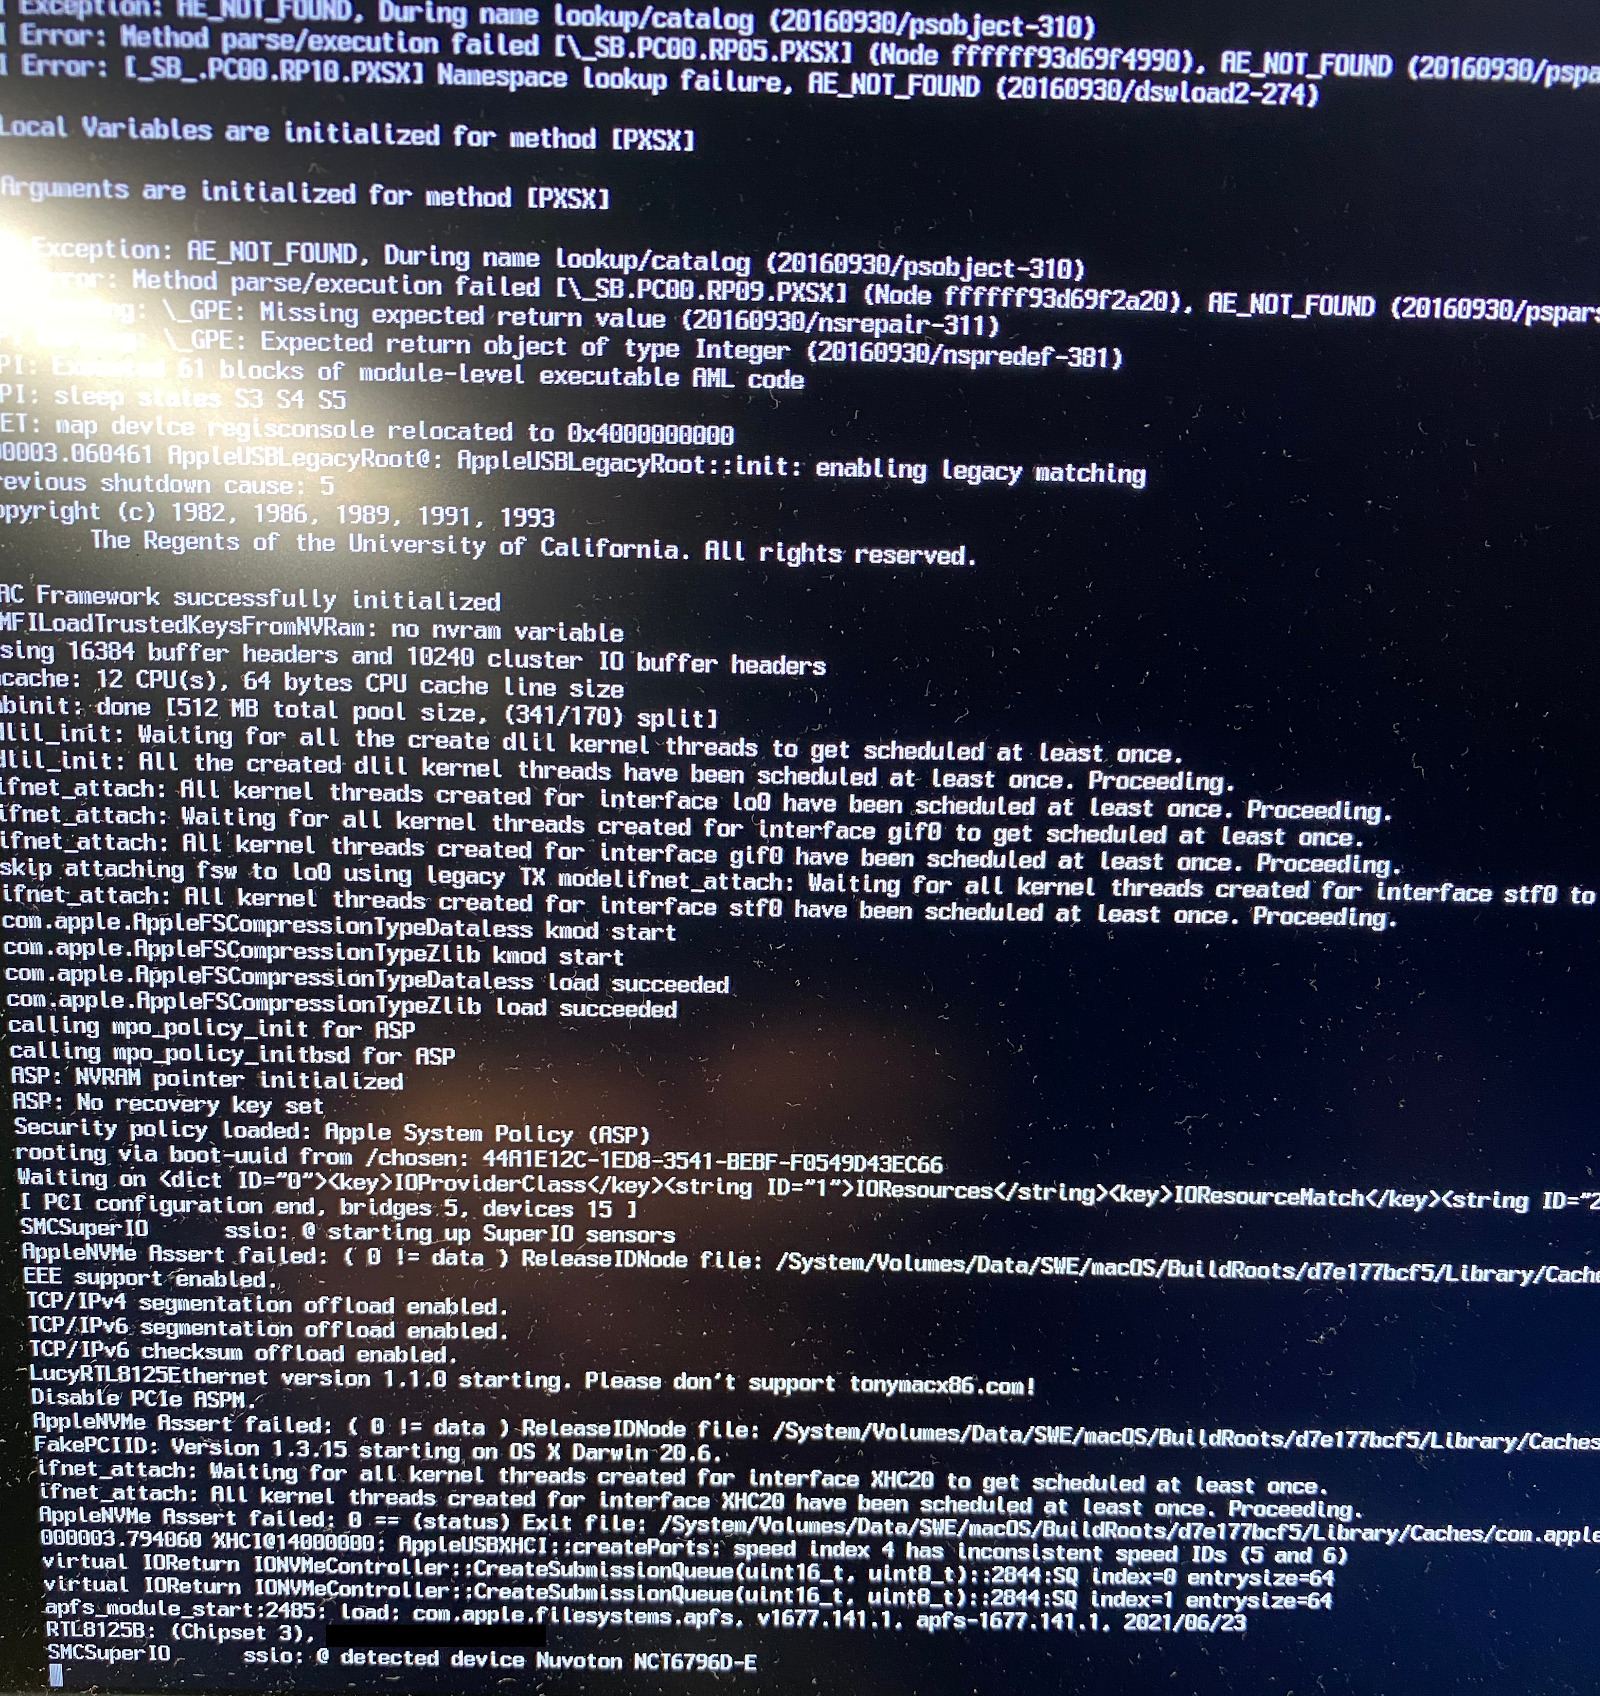 Exception: AE_NOT_FOUND, During name lookup/catalog (20160930/psobject-310)
Error: Method parse/execution failed [\_SB.PC00.RP05.PXSX] (Node ffffff93d69f4990), AE_NOT_FOUND (20160930/pspa
Error: [_SB_.PC00.RP10.PXSX] Namespace lookup failure, AE_NOT_FOUND (20160930/dswload2-274)
Local Variables are initialized for method [PXSX]
Arguments are initialized for method [PXSX]
Exception: AE_NOT_FOUND, During name lookup/catalog (20160930/psobject-310)
Error: Method parse/execution failed [\_SB.PC00.RP09.PXSX] (Node ffffff93d69f2a20), AE_NOT_FOUND (20160930/pspars
\_GPE: Missing expected return value (20160930/nsrepair-311)
\_GPE: Expected return object of type Integer (20160930/nspredef-381)
PI: Executed 61 blocks of module-level executable AML code
PI: sleep states S3 S4 S5
ET: map device regisconsole relocated to 0x4000000000
00003.060461 AppleUSBLegacyRoot@: AppleUSBLegacyRoot::init: enabling legacy matching
revious shutdown cause: 5
opyright (c) 1982, 1986, 1989, 1991, 1993
The Regents of the University of California. All rights reserved.
AC Framework successfully initialized
MFILoadTrustedKeysFromNVRam: no nvram variable
sing 16384 buffer headers and 10240 cluster IO buffer headers
cache: 12 CPU(s), 64 bytes CPU cache line size
binit: done [512 MB total pool size, (341/170) split]
dlil_init: Waiting for all the create dlil kernel threads to get scheduled at least once.
dlil_init: All the created dlil kernel threads have been scheduled at least once. Proceeding.
ifnet_attach: All kernel threads created for interface lo0 have been scheduled at least once. Proceeding.
ifnet_attach: Waiting for all kernel threads created for interface gif0 to get scheduled at least once.
ifnet_attach: All kernel threads created for interface gif0 have been scheduled at least once. Proceeding.
skip attaching fsw to lo0 using legacy TX modelifnet_attach: Waiting for all kernel threads created for interface stf0 to
ifnet_attach: All kernel threads created for interface stf0 have been scheduled at least once. Proceeding.
com.apple.AppleFSCompressionTypeDataless kmod start
com.apple.AppleFSCompressionTypeZlib kmod start
com.apple.AppleFSCompressionTypeDataless load succeeded
com.apple.AppleFSCompressionTypeZlib load succeeded
calling mpo_policy_init for ASP
calling mpo_policy_initbsd for ASP
ASP: NVRAM pointer initialized
ASP: No recovery key set
Security policy loaded: Apple System Policy (ASP)
rooting via boot-uuid from /chosen: 44A1E12C-1ED8-3541-BEBF-F0549D43EC66
Waiting on <dict ID="0"><key>IOProviderClass</key><string ID="1">IOResources</string><key>IOResourceMatch</key><string ID="2
[ PCI configuration end, bridges 5, devices 15 ]
SMCSuperIO ssio: @ starting up SuperIO sensors
AppleNVMe Assert failed: ( 0 != data ) ReleaseIDNode file: /System/Volumes/Data/SWE/macOS/BuildRoots/d7e177bcf5/Library/Cache
EEE support enabled.
TCP/IPv4 segmentation offload enabled.
TCP/IPv6 segmentation offload enabled.
TCP/IPv6 checksum offload enabled.
LucyRTL8125Ethernet version 1.1.0 starting. Please don't support tonymacx86.com!
Disable PCIe ASPM.
AppleNVMe Assert failed: ( 0 != data ) ReleaseIDNode file: /System/Volumes/Data/SWE/macOS/BuildRoots/d7e177bcf5/Library/Caches
FakePCIID: Version 1.3.15 starting on OS X Darwin 20.6.
ifnet_attach: Waiting for all kernel threads created for interface XHC20 to get scheduled at least once.
ifnet_attach: All kernel threads created for interface XHC20 have been scheduled at least once. Proceeding.
AppleNVMe Assert failed: 0 == (status) Exit file: /System/Volumes/Data/SWE/macOS/BuildRoots/d7e177bcf5/Library/Caches/com.apple
000003.794060 XHCI@14000000: AppleUSBXHCI::createPorts: speed index 4 has inconsistent speed IDs (5 and 6)
virtual IOReturn IONVMeController::CreateSubmissionQueue(uint16_t, uint8_t)::2844:SQ index=0 entrysize=64
virtual IOReturn IONVMeController::CreateSubmissionQueue(uint16_t, uint8_t)::2844:SQ index=1 entrysize=64
apfs_module_start:2485: load: com.apple.filesystems.apfs, v1677.141.1, apfs-1677.141.1, 2021/06/23
RTL8125B: (Chipset 3),
SMCSuperIO ssio: @ detected device Nuvoton NCT6796D-E